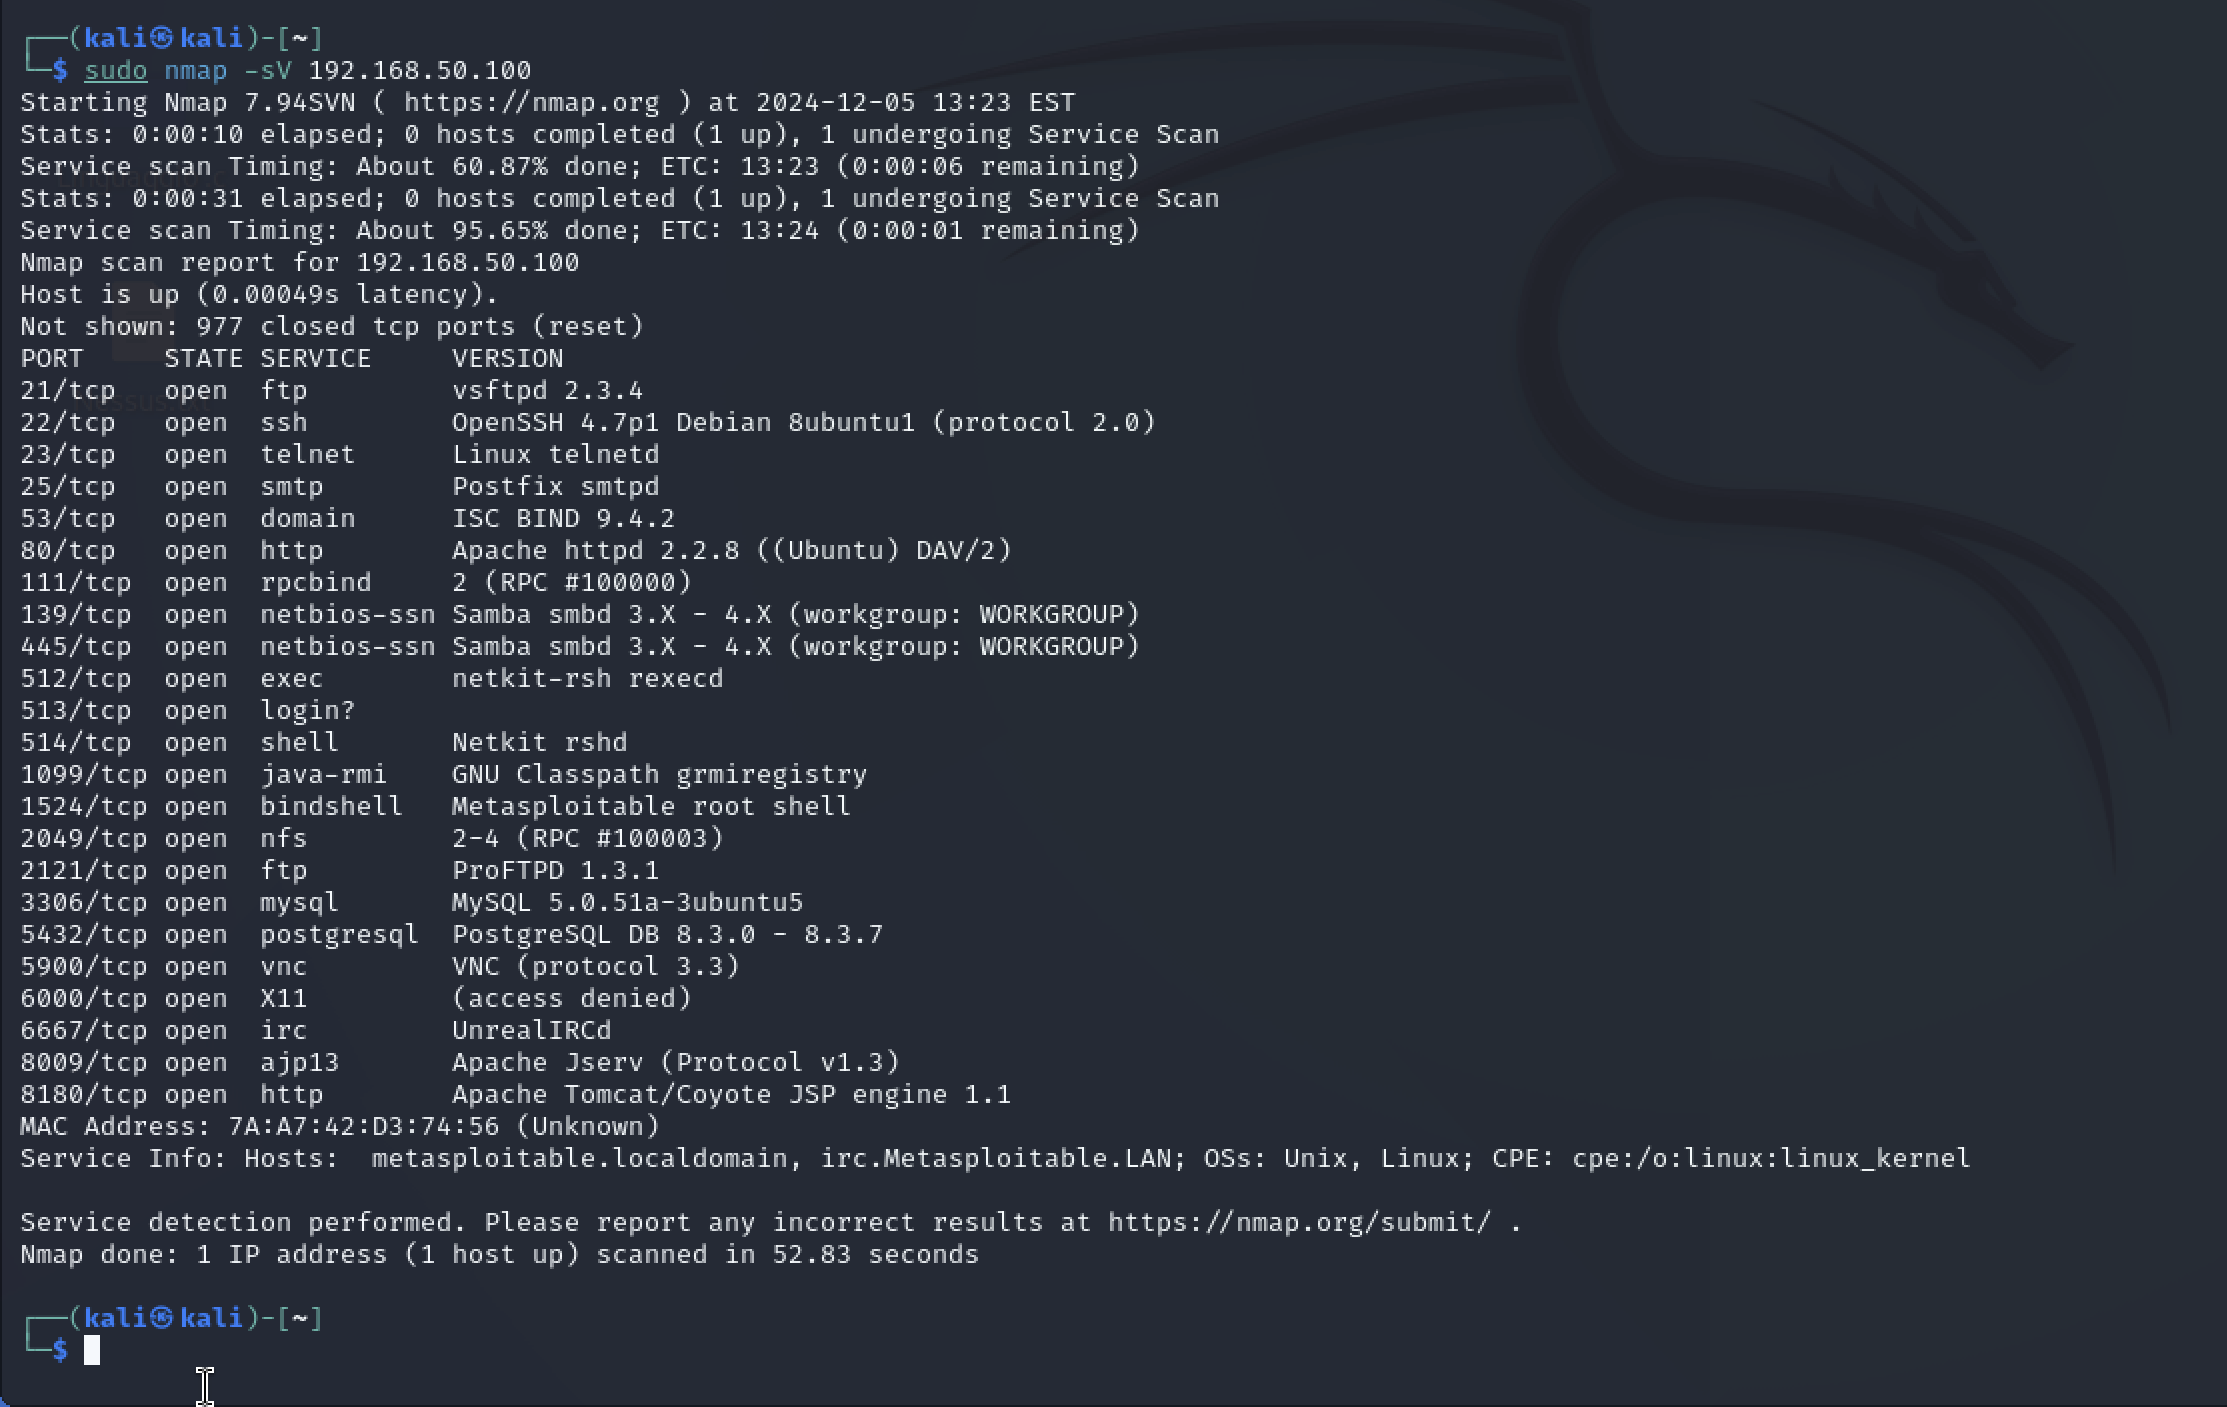 ┌──(kali㉿kali)-[~]
└─$ sudo nmap -sV 192.168.50.100
Starting Nmap 7.94SVN ( https://nmap.org ) at 2024-12-05 13:23 EST
Stats: 0:00:10 elapsed; 0 hosts completed (1 up), 1 undergoing Service Scan
Service scan Timing: About 60.87% done; ETC: 13:23 (0:00:06 remaining)
Stats: 0:00:31 elapsed; 0 hosts completed (1 up), 1 undergoing Service Scan
Service scan Timing: About 95.65% done; ETC: 13:24 (0:00:01 remaining)
Nmap scan report for 192.168.50.100
Host is up (0.00049s latency).
Not shown: 977 closed tcp ports (reset)
PORT     STATE SERVICE     VERSION
21/tcp   open  ftp         vsftpd 2.3.4
22/tcp   open  ssh         OpenSSH 4.7p1 Debian 8ubuntu1 (protocol 2.0)
23/tcp   open  telnet      Linux telnetd
25/tcp   open  smtp        Postfix smtpd
53/tcp   open  domain      ISC BIND 9.4.2
80/tcp   open  http        Apache httpd 2.2.8 ((Ubuntu) DAV/2)
111/tcp  open  rpcbind     2 (RPC #100000)
139/tcp  open  netbios-ssn Samba smbd 3.X - 4.X (workgroup: WORKGROUP)
445/tcp  open  netbios-ssn Samba smbd 3.X - 4.X (workgroup: WORKGROUP)
512/tcp  open  exec        netkit-rsh rexecd
513/tcp  open  login?
514/tcp  open  shell       Netkit rshd
1099/tcp open  java-rmi    GNU Classpath grmiregistry
1524/tcp open  bindshell   Metasploitable root shell
2049/tcp open  nfs         2-4 (RPC #100003)
2121/tcp open  ftp         ProFTPD 1.3.1
3306/tcp open  mysql       MySQL 5.0.51a-3ubuntu5
5432/tcp open  postgresql  PostgreSQL DB 8.3.0 - 8.3.7
5900/tcp open  vnc         VNC (protocol 3.3)
6000/tcp open  X11         (access denied)
6667/tcp open  irc         UnrealIRCd
8009/tcp open  ajp13       Apache Jserv (Protocol v1.3)
8180/tcp open  http        Apache Tomcat/Coyote JSP engine 1.1
MAC Address: 7A:A7:42:D3:74:56 (Unknown)
Service Info: Hosts:  metasploitable.localdomain, irc.Metasploitable.LAN; OSs: Unix, Linux; CPE: cpe:/o:linux:linux_kernel

Service detection performed. Please report any incorrect results at https://nmap.org/submit/ .
Nmap done: 1 IP address (1 host up) scanned in 52.83 seconds

┌──(kali㉿kali)-[~]
└─$